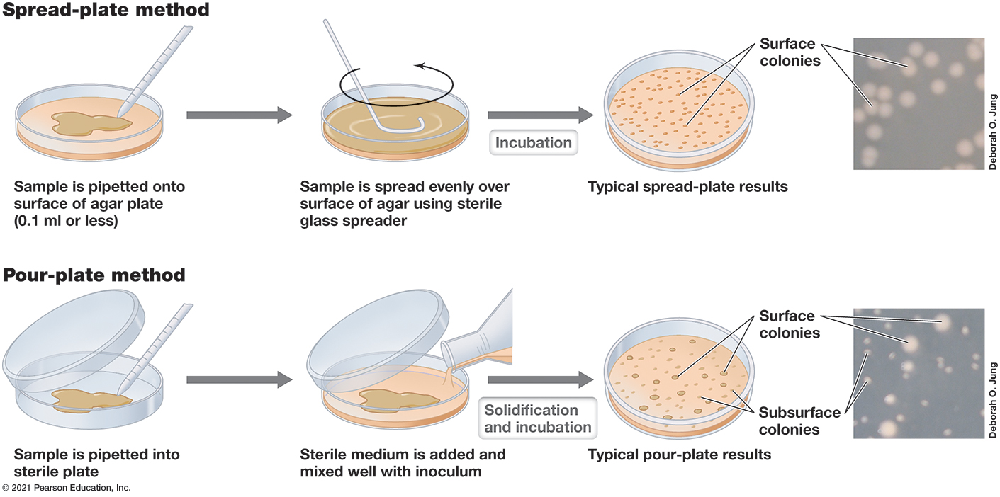 Spread-plate method
Surface
colonies
Deborah O. Jung
Incubation
Sample is pipetted onto
surface of agar plate
(0.1 ml or less)
Sample is spread evenly over
surface of agar using sterile
glass spreader
Typical spread-plate results
Pour-plate method
Surface
colonies
Deborah O. Jung
Solidification
and incubation
Subsurface
colonies
Sample is pipetted into
sterile plate
Sterile medium is added and
mixed well with inoculum
Typical pour-plate results
© 2021 Pearson Education, Inc.